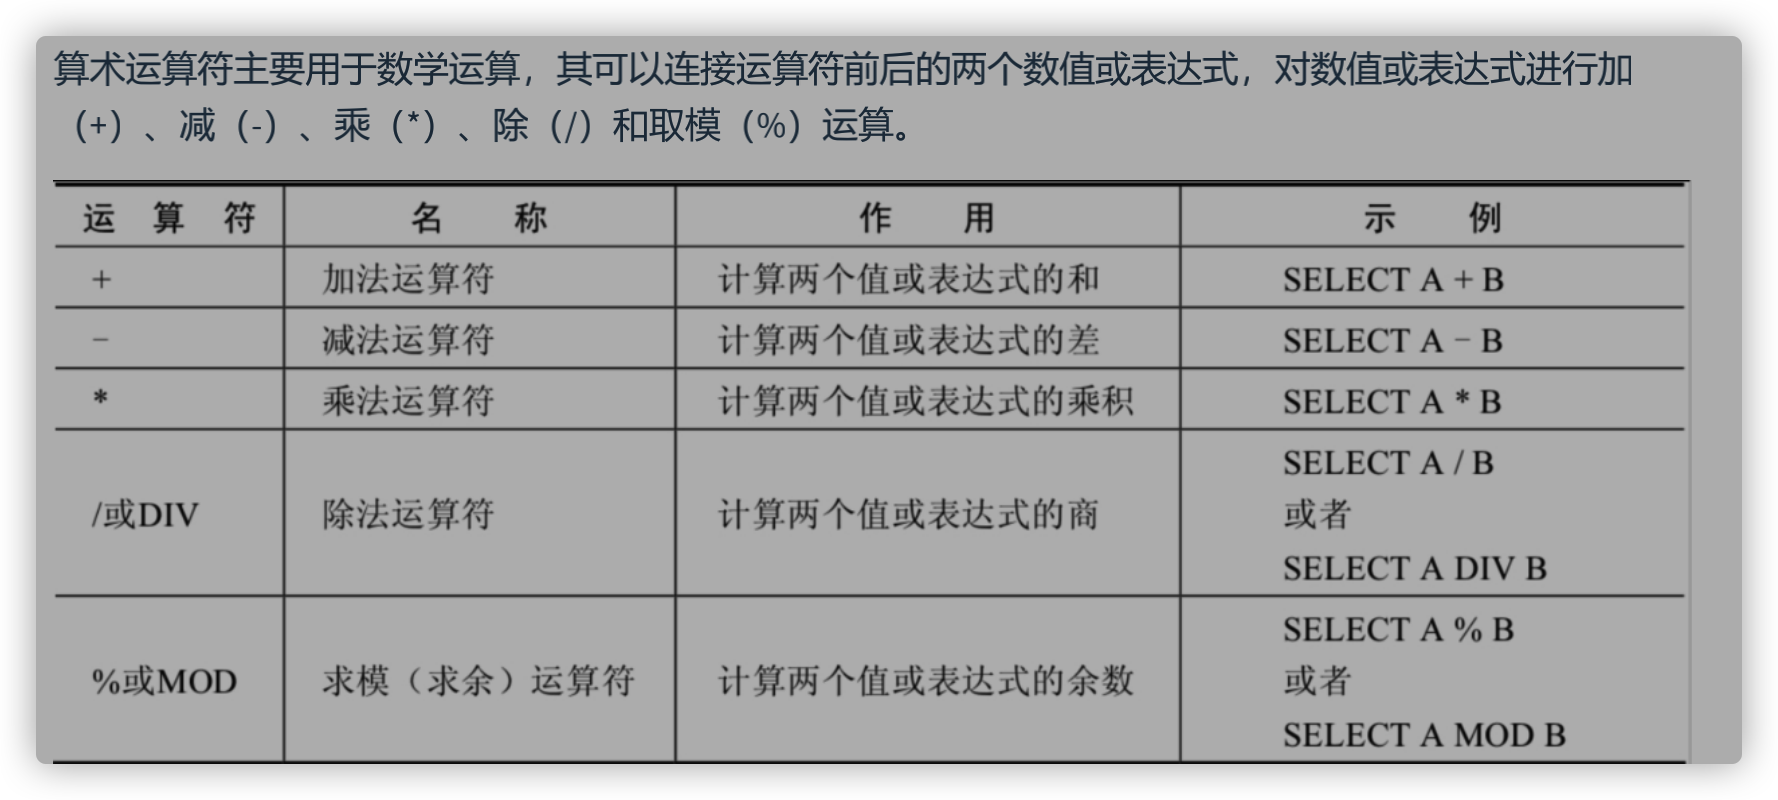 算术运算符主要用于数学运算，其可以连接运算符前后的两个数值或表达式，对数值或表达式进行加
（+）、减（-）、乘（*）、除（/）和取模（%）运算。
运 算 符 名 称 作 用 示 例
+ 加法运算符 计算两个值或表达式的和 SELECT A + B
− 减法运算符 计算两个值或表达式的差 SELECT A − B
* 乘法运算符 计算两个值或表达式的乘积 SELECT A * B
/或DIV 除法运算符 计算两个值或表达式的商 SELECT A / B
或者
SELECT A DIV B
%或MOD 求模（求余）运算符 计算两个值或表达式的余数 SELECT A % B
或者
SELECT A MOD B